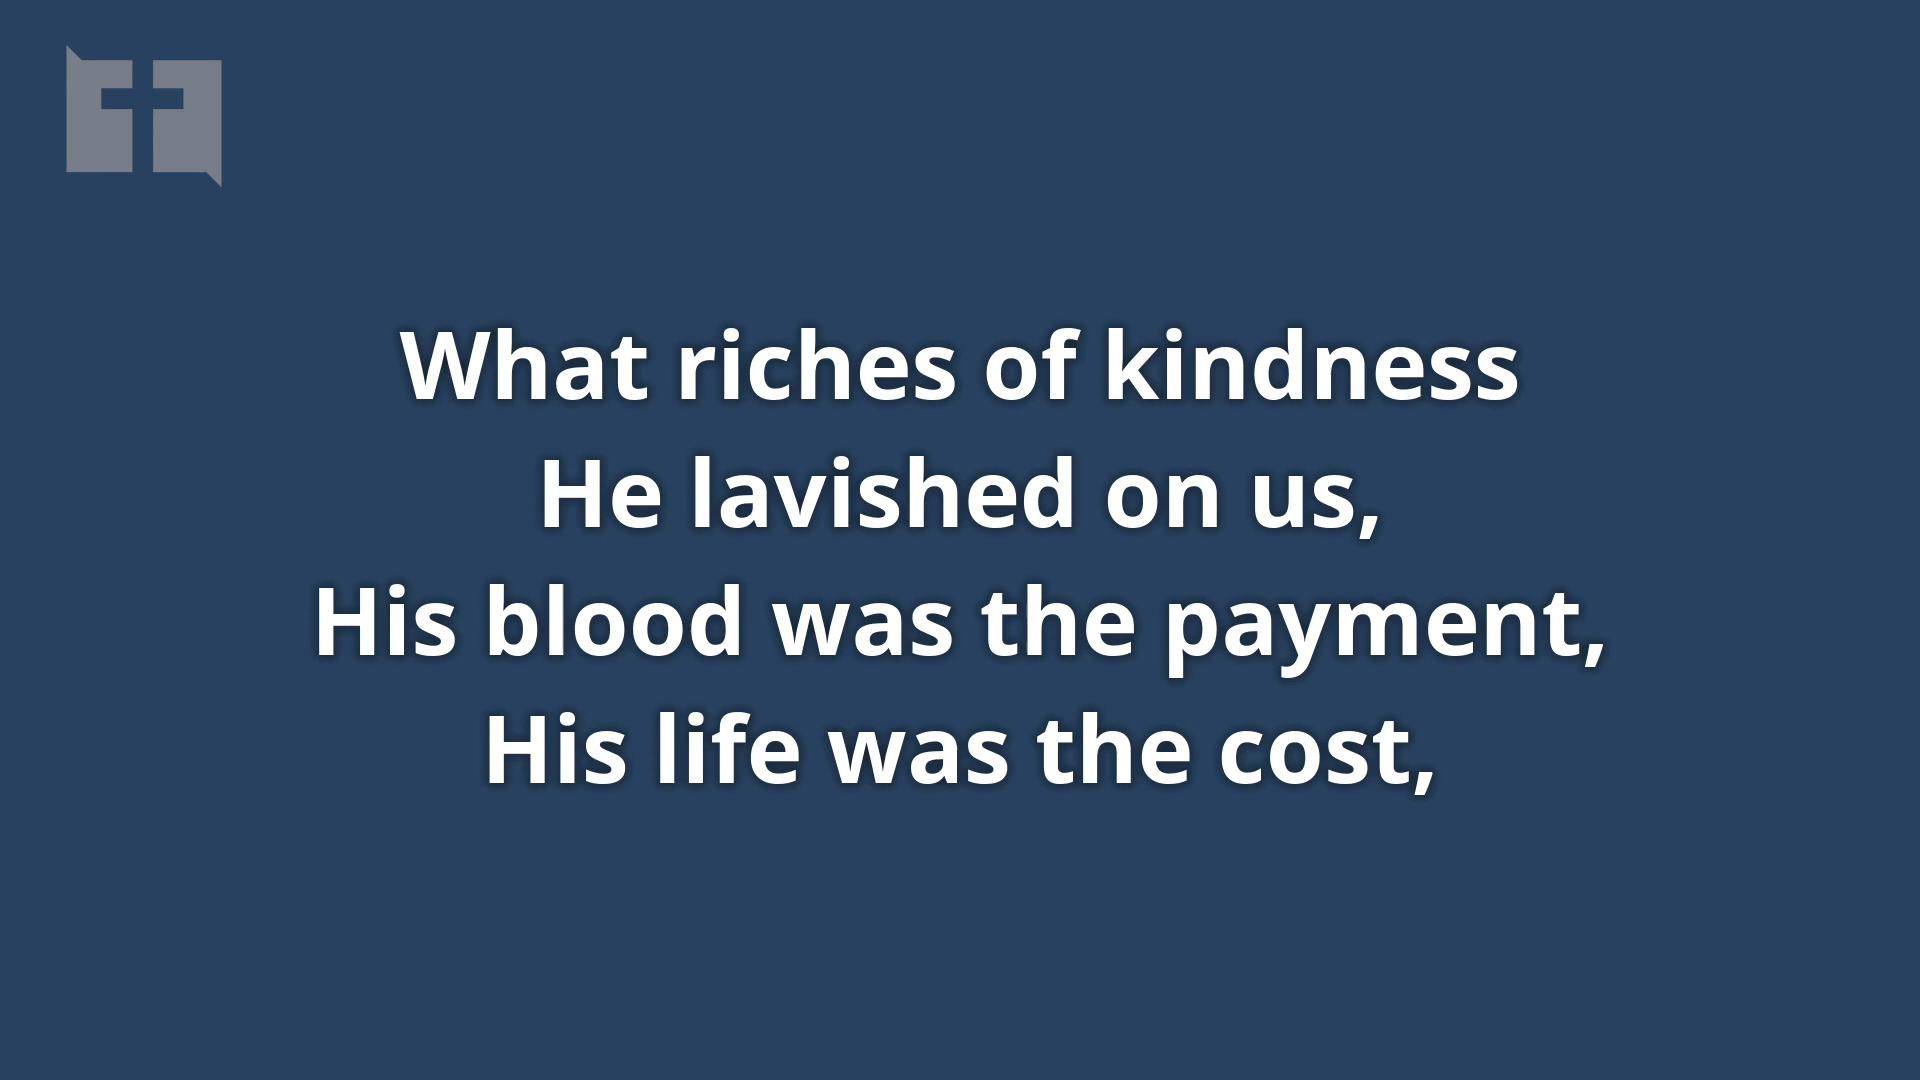 What riches of kindness
He lavished on us,
His blood was the payment,
His life was the cost,